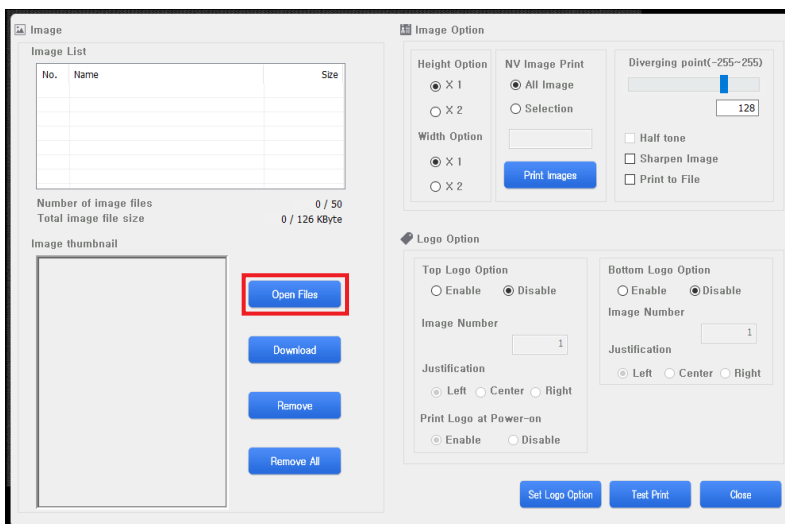 Image
Image List
No. Name Size
Number of image files 0 / 50
Total image file size 0 / 126 KByte
Image thumbnail
Open Files
Download
Remove
Remove All
Image Option
Height Option
X 1
X 2
Width Option
X 1
X 2
NV Image Print
All Image
Selection
Print Images
Diverging point(-255~255)
128
Half tone
Sharpen Image
Print to File
Logo Option
Top Logo Option
Enable Disable
Image Number
1
Justification
Left Center Right
Print Logo at Power-on
Enable Disable
Bottom Logo Option
Enable Disable
Image Number
1
Justification
Left Center Right
Set Logo Option Test Print Close